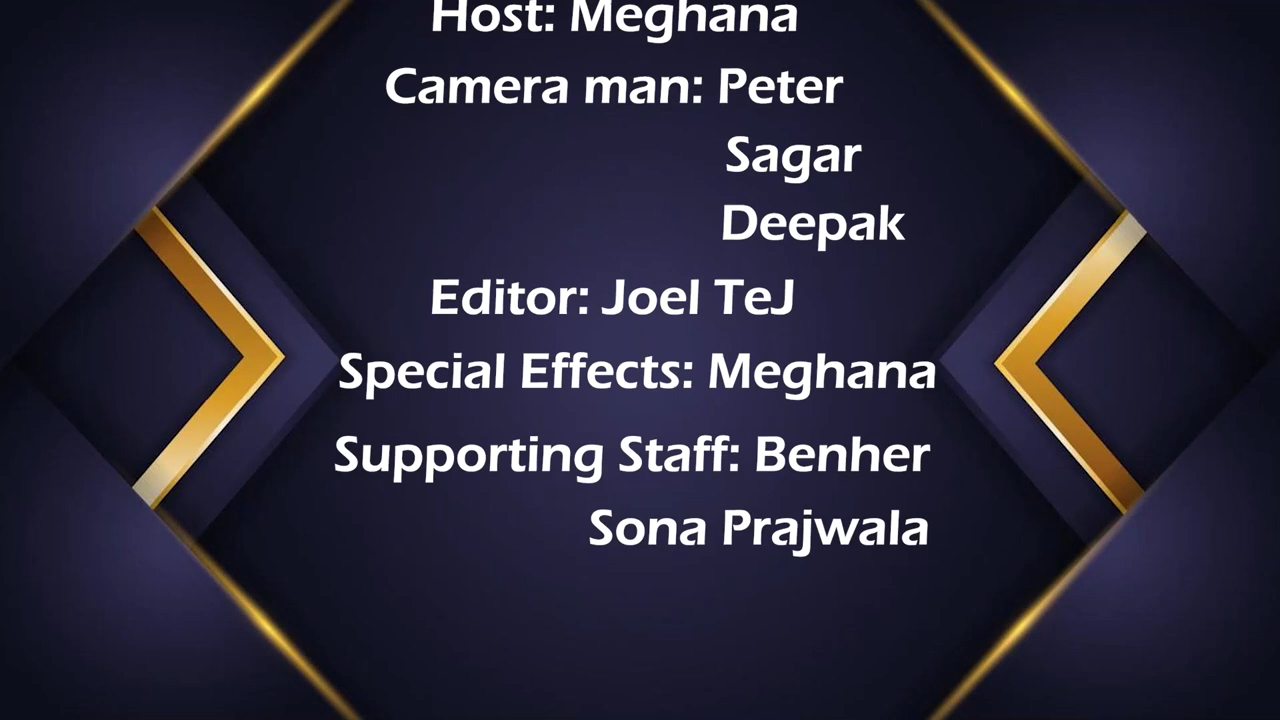 Host: Meghana
Camera man: Peter
Sagar
Deepak
Editor: Joel TeJ
Special Effects: Meghana
Supporting Staff: Benher
Sona Prajwala